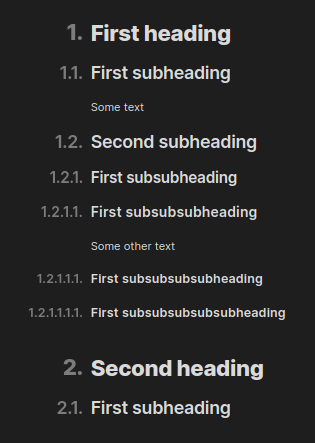 1. First heading
1.1. First subheading
Some text
1.2. Second subheading
1.2.1. First subsubheading
1.2.1.1. First subsubsubheading
Some other text
1.2.1.1.1. First subsubsubsubheading
1.2.1.1.1.1. First subsubsubsubsubheading
2. Second heading
2.1. First subheading